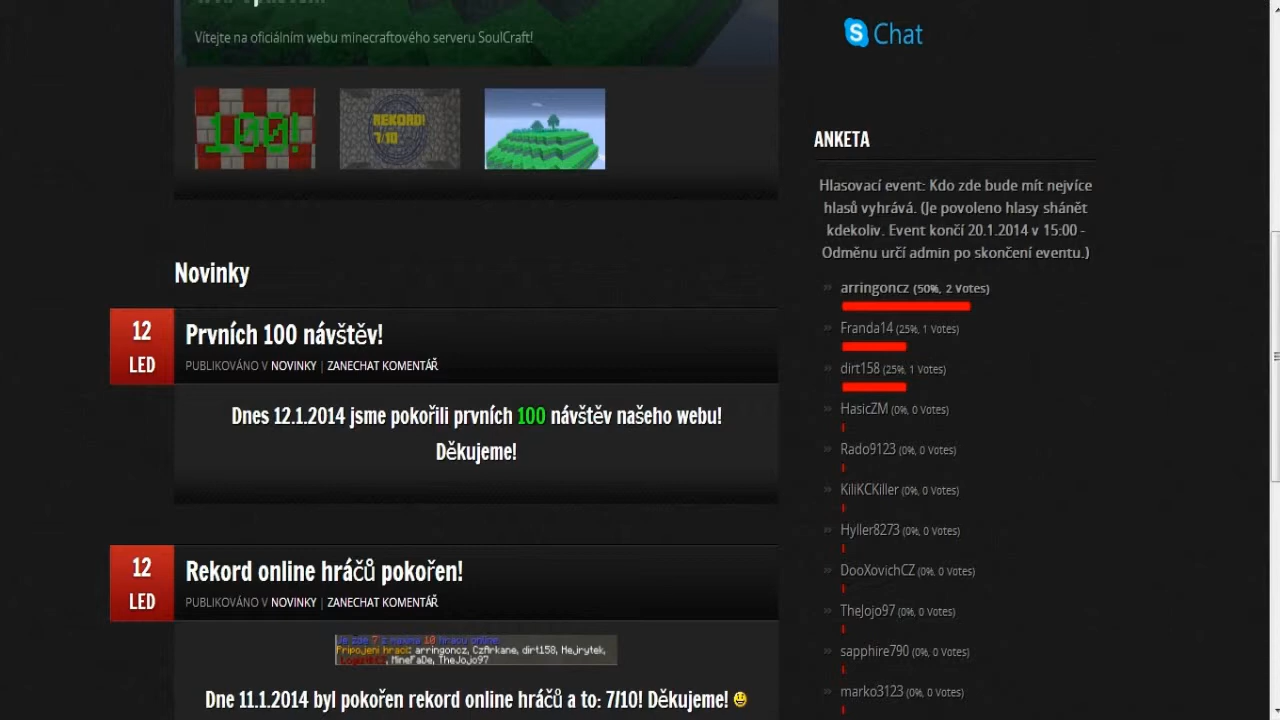 Vítejte na oficiálním webu minecraftového serveru SoulCraft!
100!
REKORD!
7/10
Novinky
12
LED
Prvních 100 návštěv!
PUBLIKOVÁNO V NOVINKY | ZANECHAT KOMENTÁŘ
Dnes 12.1.2014 jsme pokořili prvních 100 návštěv našeho webu!
Děkujeme!
12
LED
Rekord online hráčů pokořen!
PUBLIKOVÁNO V NOVINKY | ZANECHAT KOMENTÁŘ
Je zde 7 z maxima 10 hracu online.
Pripojeni hraci: arringoncz, CzArkane, dirt158, Hejrytek,
, MineFaDe, TheJojo97
Dne 11.1.2014 byl pokořen rekord online hráčů a to: 7/10! Děkujeme!
Chat
ANKETA
Hlasovací event: Kdo zde bude mít nejvíce
hlasů vyhrává. (Je povoleno hlasy shánět
kdekoliv. Event končí 20.1.2014 v 15:00 -
Odměnu určí admin po skončení eventu.)
arringoncz (50%, 2 Votes)
Franda14 (25%, 1 Votes)
dirt158 (25%, 1 Votes)
HasicZM (0%, 0 Votes)
Rado9123 (0%, 0 Votes)
KiliKCKiller (0%, 0 Votes)
Hyller8273 (0%, 0 Votes)
DooXovichCZ (0%, 0 Votes)
TheJojo97 (0%, 0 Votes)
sapphire790 (0%, 0 Votes)
marko3123 (0%, 0 Votes)